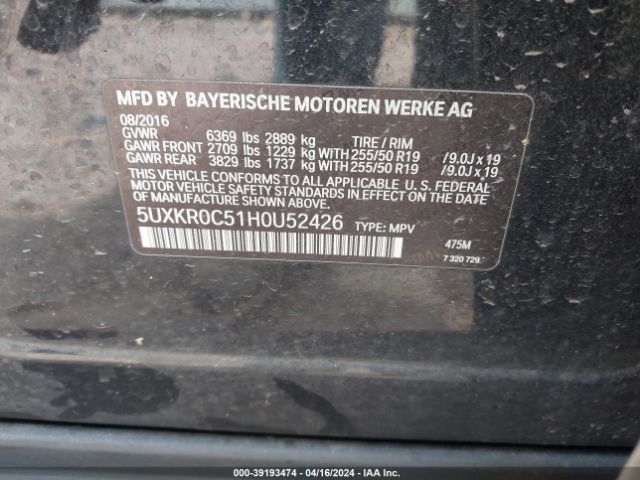 MFD BY BAYERISCHE MOTOREN WERKE AG
08/2016
GVWR 6369 lbs 2889 kg TIRE / RIM
GAWR FRONT 2709 lbs 1229 kg WITH 255/50 R19 /9.0J x 19
GAWR REAR 3829 lbs 1737 kg WITH 255/50 R19 /9.0J x 19
THIS VEHICLE CONFORMS TO ALL APPLICABLE U. S. FEDERAL
MOTOR VEHICLE SAFETY STANDARDS IN EFFECT ON THE
DATE OF MANUFACTURE SHOWN ABOVE.
5UXKR0C51H0U52426 TYPE: MPV
475M
7 320 729
000-39193474 - 04/16/2024 - IAA Inc.